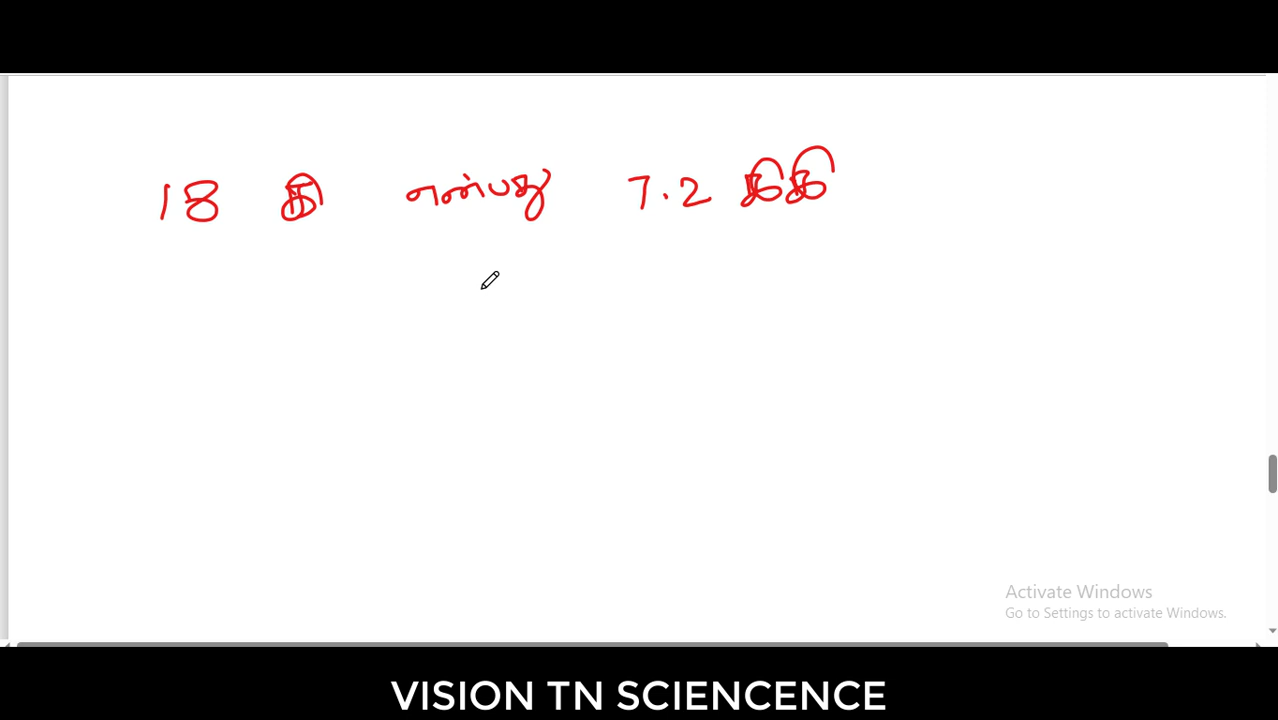 18 கி என்பது 7.2 கிகி
Activate Windows
Go to Settings to activate Windows.
VISION TN SCIENCENCE